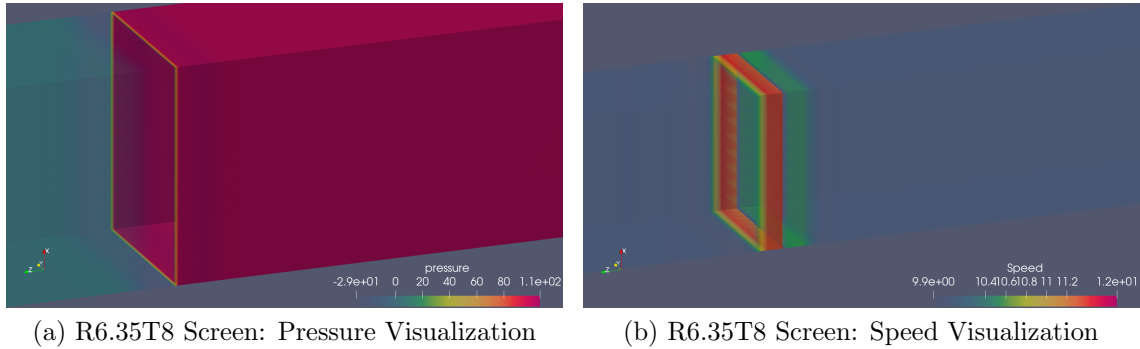 pressure
-2.9e+01 0 20 40 60 80 1.1e+02
X
Y
Z
Speed
9.9e+00 10.4 10.6 10.8 11 11.2 1.2e+01
X
Y
Z
(a) R6.35T8 Screen: Pressure Visualization
(b) R6.35T8 Screen: Speed Visualization